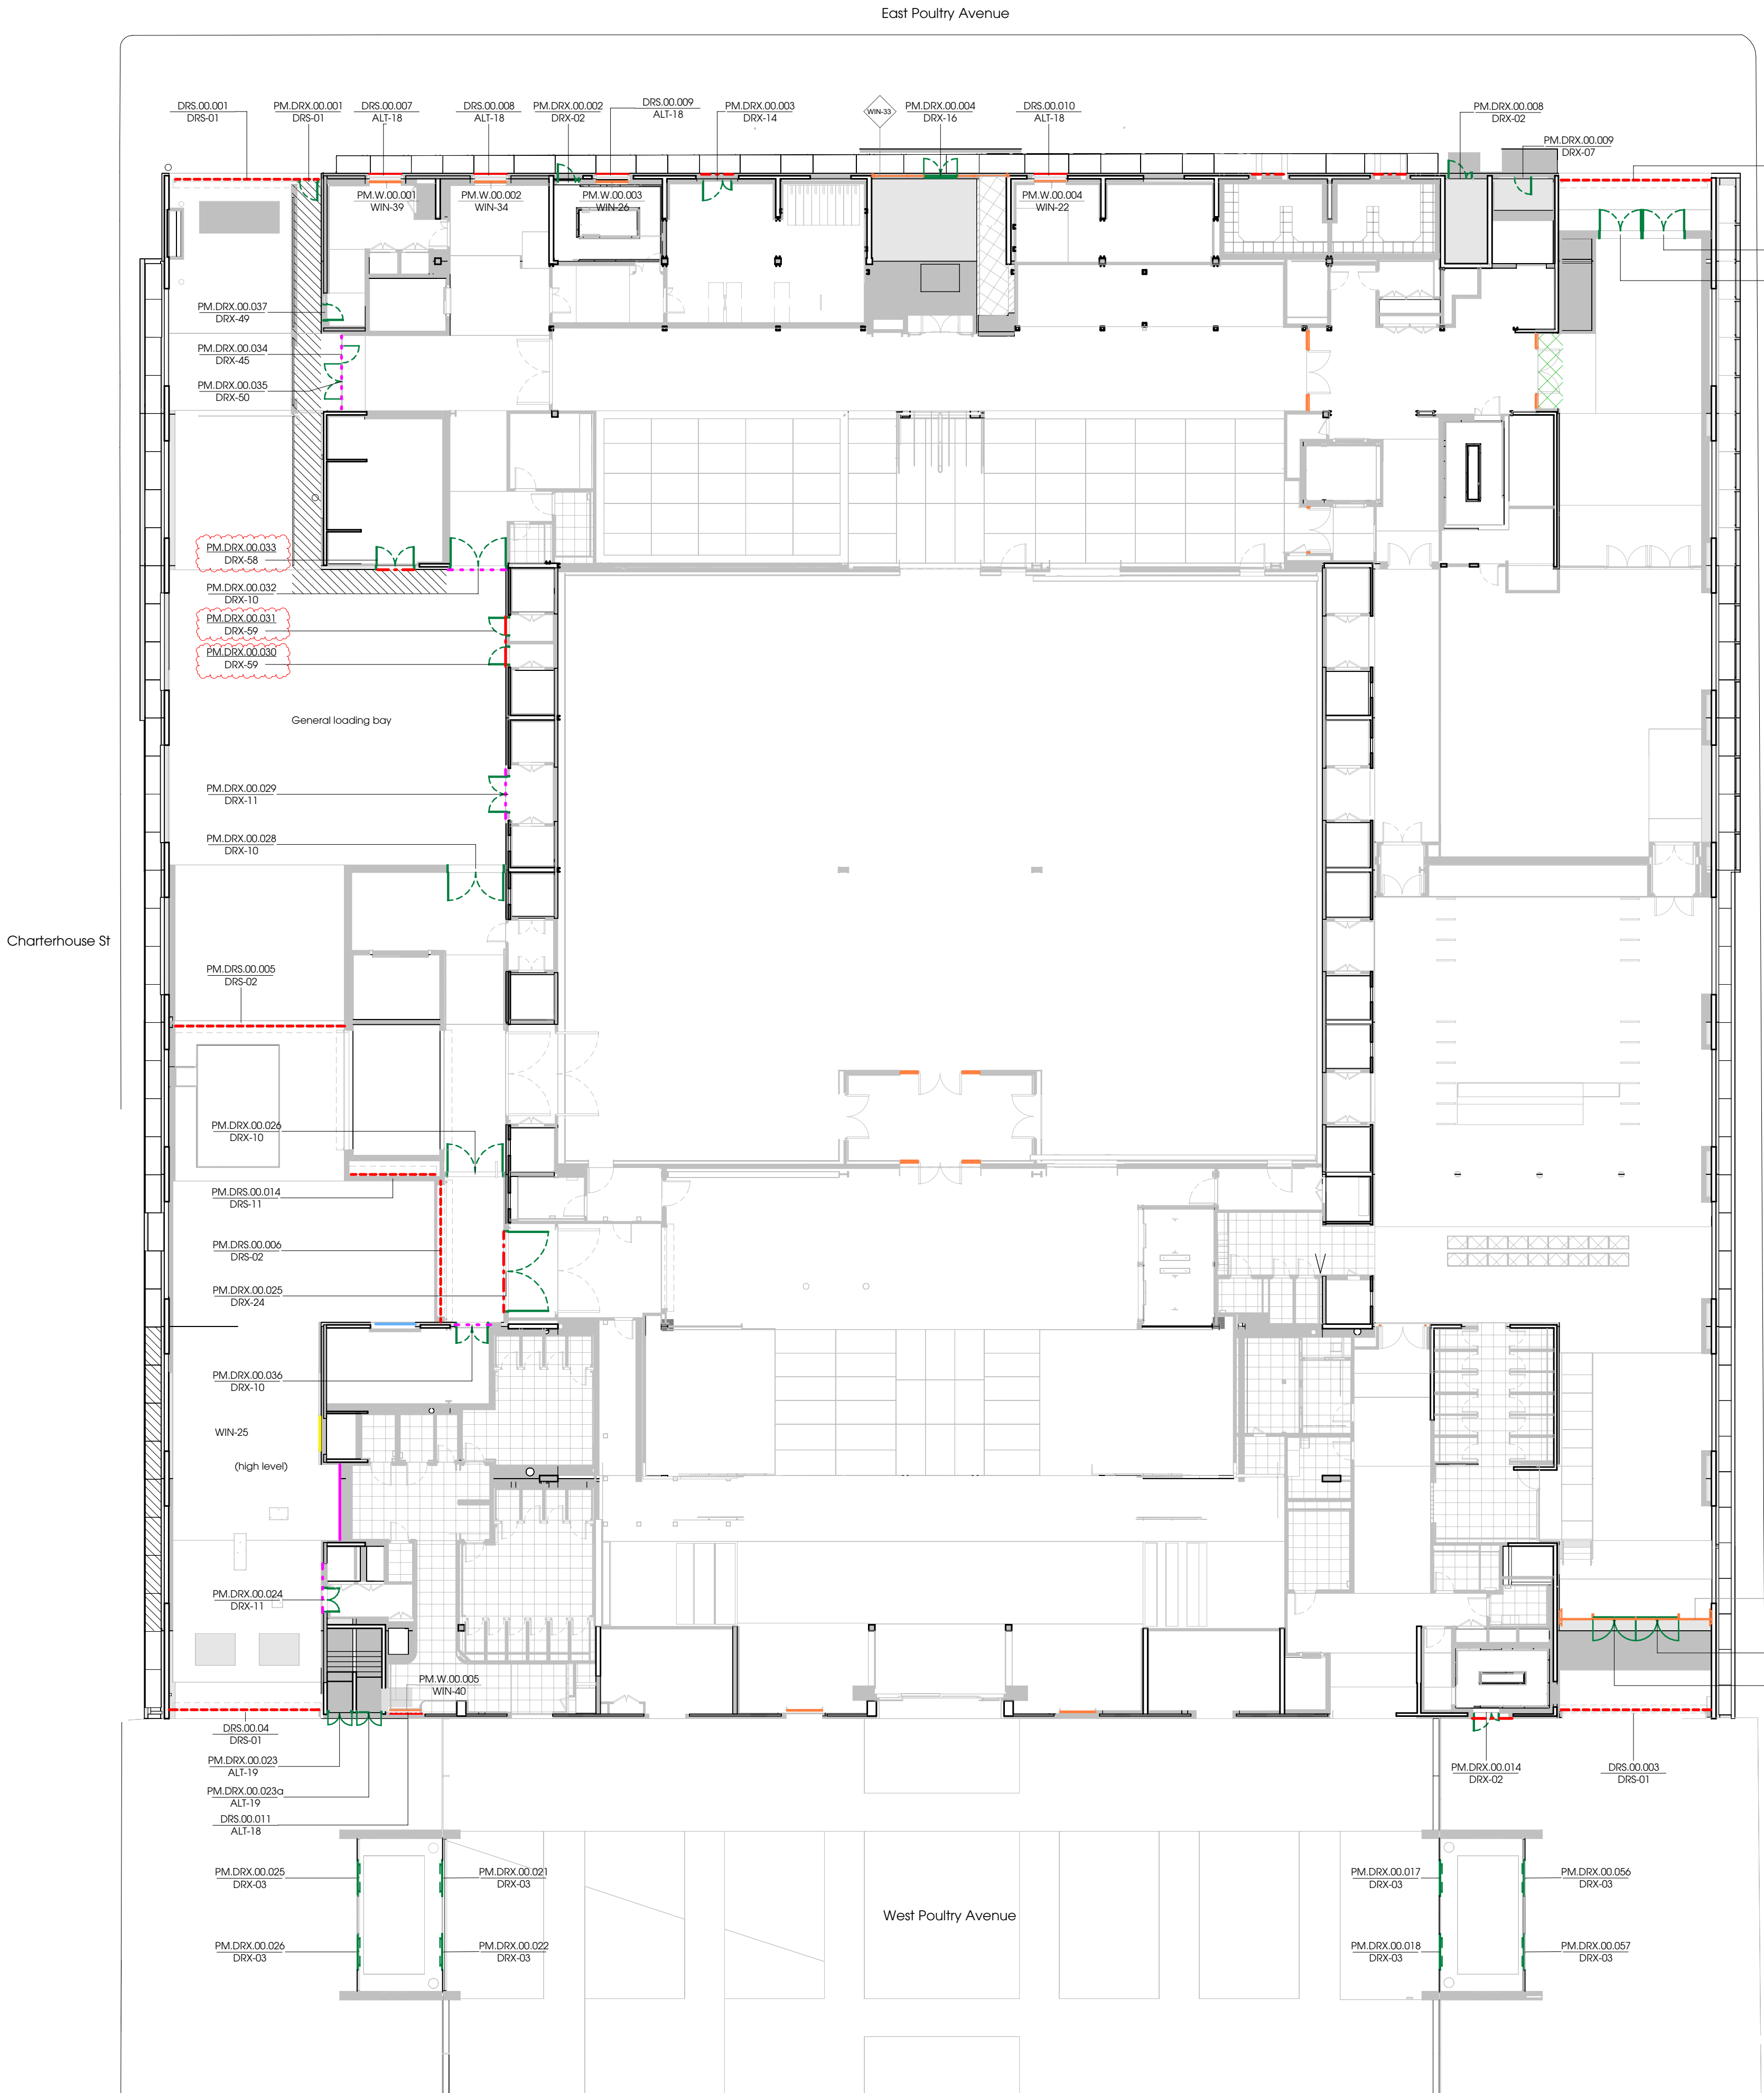 East Poultry Avenue
DRS.00.001
DRS-01
PM.DRX.00.001
DRS-01
DRS.00.007
ALT-18
DRS.00.008
ALT-18
PM.DRX.00.002
DRX-02
DRS.00.009
ALT-18
PM.DRX.00.003
DRX-14
WIN-33
PM.DRX.00.004
DRX-16
DRS.00.010
ALT-18
PM.DRX.00.008
DRX-02
PM.DRX.00.009
DRX-07
PM.W.00.001
WIN-39
PM.W.00.002
WIN-34
PM.W.00.003
WIN-26
PM.W.00.004
WIN-22
PM.DRX.00.037
DRX-49
PM.DRX.00.034
DRX-45
PM.DRX.00.035
DRX-50
PM.DRX.00.033
DRX-58
PM.DRX.00.032
DRX-10
PM.DRX.00.031
DRX-59
PM.DRX.00.030
DRX-59
General loading bay
PM.DRX.00.029
DRX-11
PM.DRX.00.028
DRX-10
Charterhouse St
PM.DRS.00.005
DRS-02
PM.DRX.00.026
DRX-10
PM.DRS.00.014
DRS-11
PM.DRS.00.006
DRS-02
PM.DRX.00.025
DRX-24
PM.DRX.00.036
DRX-10
WIN-25
(high level)
PM.DRX.00.024
DRX-11
PM.W.00.005
WIN-40
DRS.00.04
DRS-01
PM.DRX.00.023
ALT-19
PM.DRX.00.023a
ALT-19
DRS.00.011
ALT-18
PM.DRX.00.014
DRX-02
DRS.00.003
DRS-01
PM.DRX.00.025
DRX-03
PM.DRX.00.021
DRX-03
PM.DRX.00.017
DRX-03
PM.DRX.00.056
DRX-03
West Poultry Avenue
PM.DRX.00.026
DRX-03
PM.DRX.00.022
DRX-03
PM.DRX.00.018
DRX-03
PM.DRX.00.057
DRX-03